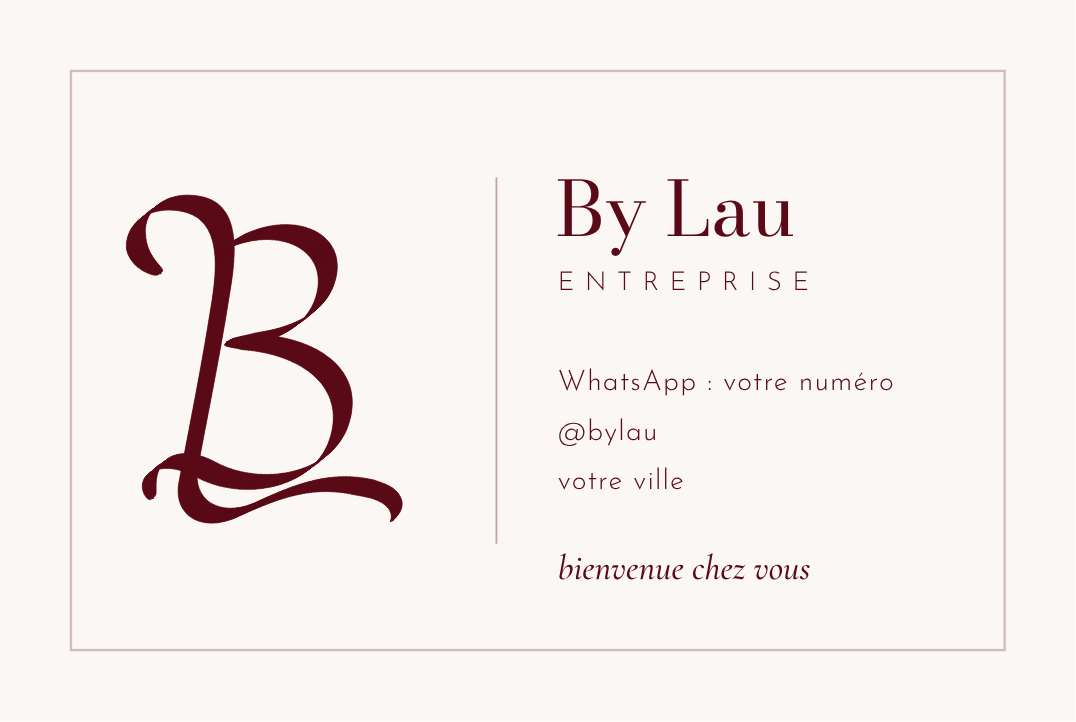 B
By Lau
ENTREPRISE
WhatsApp : votre numéro
@bylau
votre ville
bienvenue chez vous